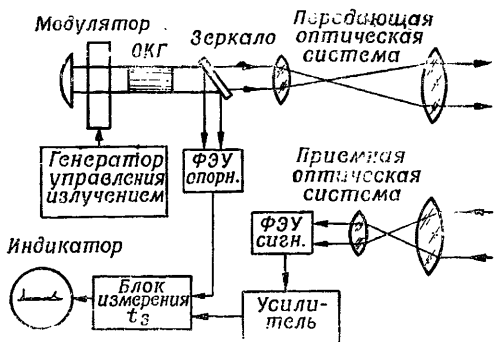 Модулятор
ОКГ
Зеркало
Передающая
оптическая
система
Генератор
управления
излучением
ФЭУ
опорн.
Приемная
оптическая
система
ФЭУ
сигн.
Индикатор
Блок
измерения
t₃
Усили-
тель